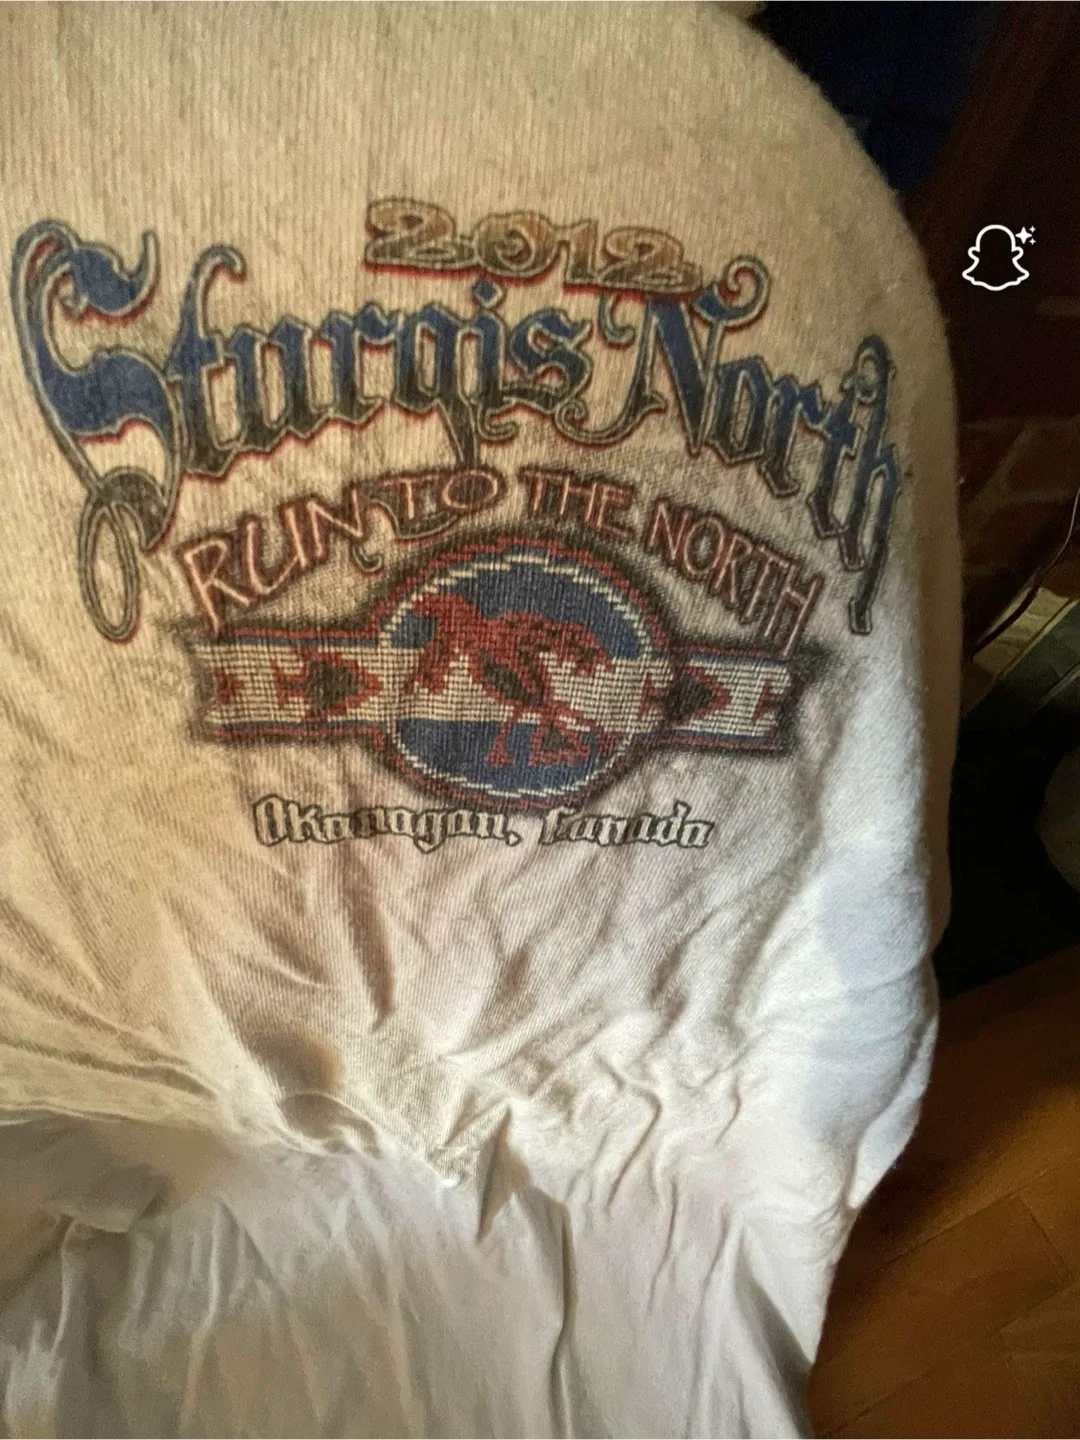 2012
Sturgis North
RUN TO THE NORTH
Okanagan, Canada